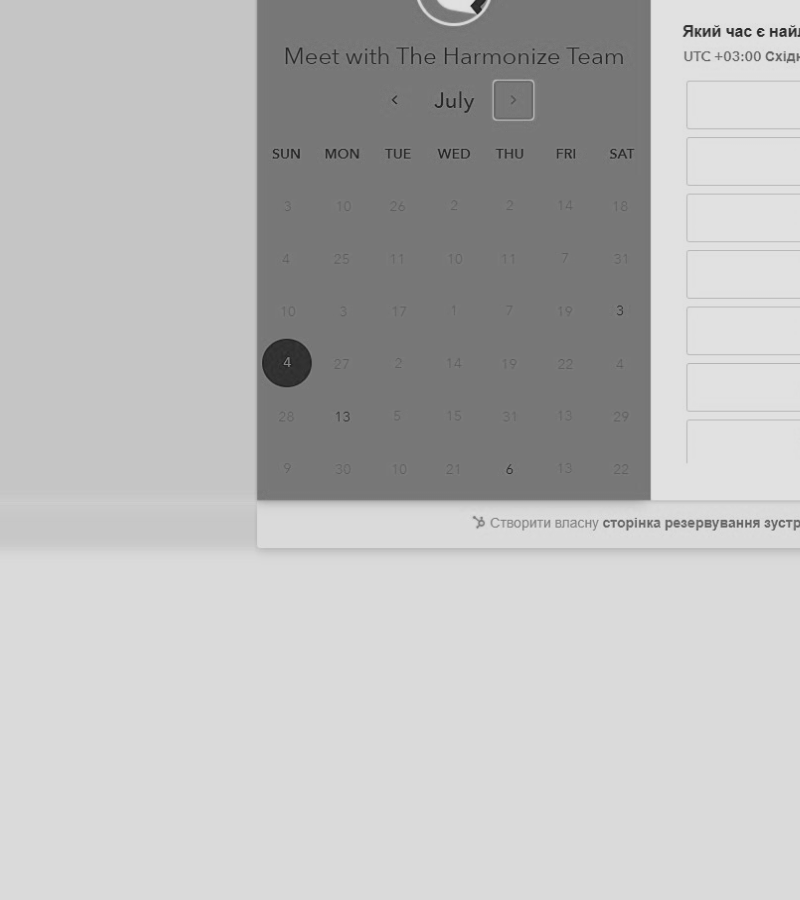 Meet with The Harmonize Team
July
SUN MON TUE WED THU FRI SAT
3 10 26 2 2 14 18
4 25 11 10 11 7 31
10 3 17 1 7 19 3
4 27 2 14 19 22 4
28 13 5 15 31 13 29
9 30 10 21 6 13 22
Який час є
UTC +03:00
Створити власну сторінка резервування